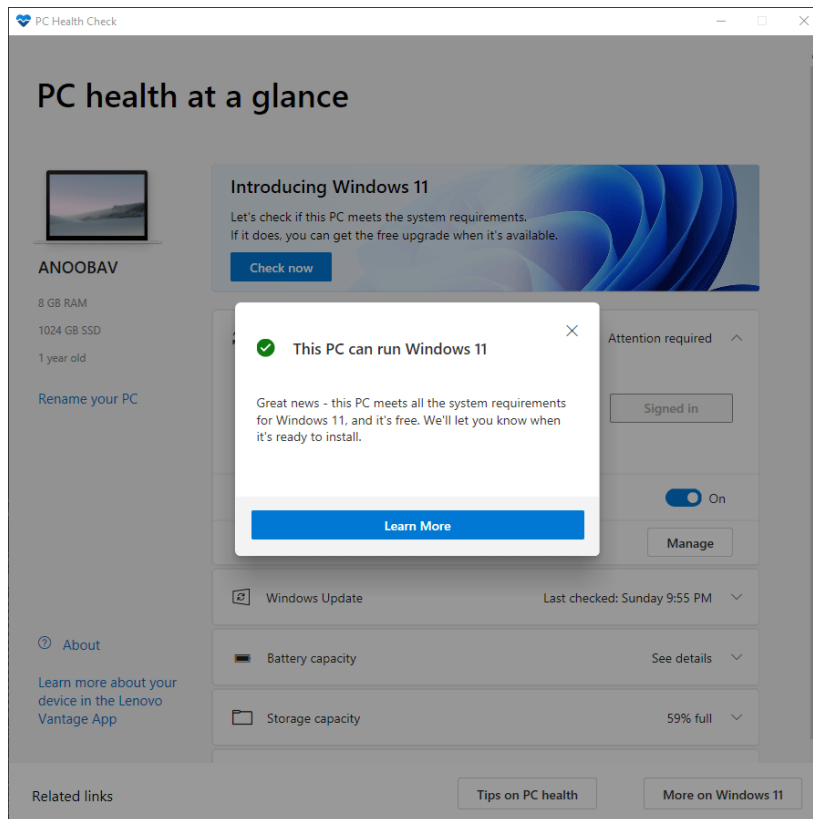 PC Health Check
PC health at a glance
ANOOBAV
8 GB RAM
1024 GB SSD
1 year old
Rename your PC
Introducing Windows 11
Let's check if this PC meets the system requirements.
If it does, you can get the free upgrade when it's available.
Check now
Attention required
This PC can run Windows 11
Great news - this PC meets all the system requirements
for Windows 11, and it's free. We'll let you know when
it's ready to install.
Learn More
Signed in
On
Manage
Windows Update
Last checked: Sunday 9:55 PM
Battery capacity
See details
Storage capacity
59% full
About
Learn more about your
device in the Lenovo
Vantage App
Related links
Tips on PC health
More on Windows 11